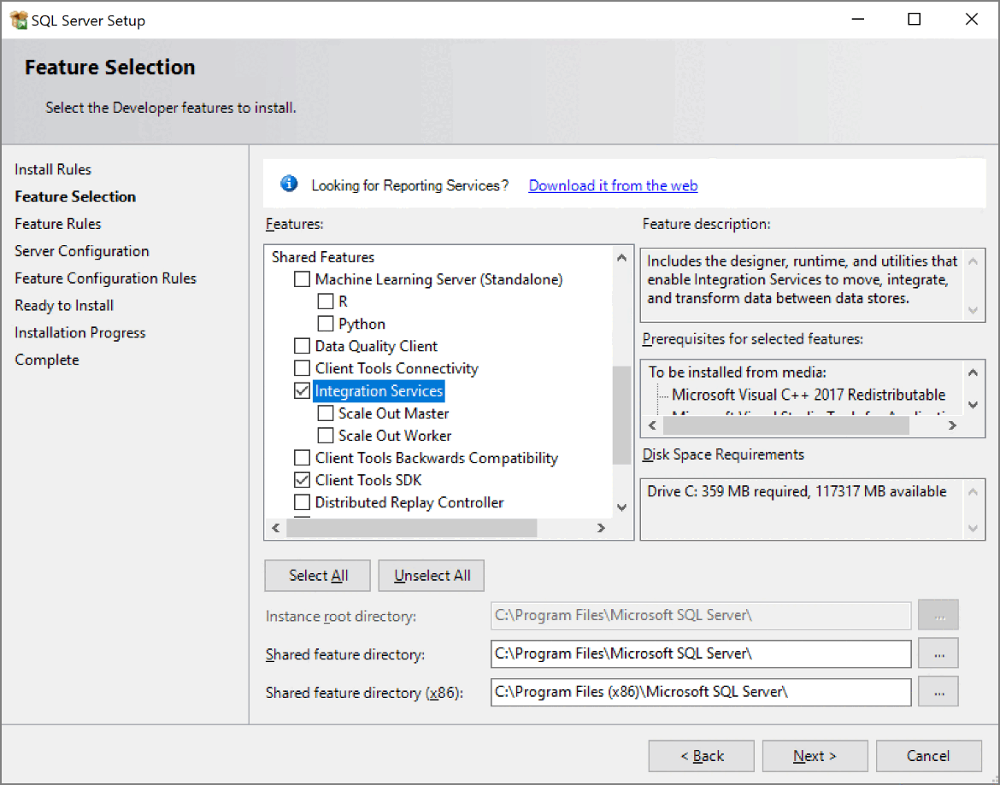 SQL Server Setup
Feature Selection
Select the Developer features to install.
Install Rules
Feature Selection
Feature Rules
Server Configuration
Feature Configuration Rules
Ready to Install
Installation Progress
Complete
Looking for Reporting Services? Download it from the web
Features:
Shared Features
Machine Learning Server (Standalone)
R
Python
Data Quality Client
Client Tools Connectivity
Integration Services
Scale Out Master
Scale Out Worker
Client Tools Backwards Compatibility
Client Tools SDK
Distributed Replay Controller
Feature description:
Includes the designer, runtime, and utilities that
enable Integration Services to move, integrate,
and transform data between data stores.
Prerequisites for selected features:
To be installed from media:
Microsoft Visual C++ 2017 Redistributable
Disk Space Requirements
Drive C: 359 MB required, 117317 MB available
Select All
Unselect All
Instance root directory:
C:\Program Files\Microsoft SQL Server\
...
Shared feature directory:
C:\Program Files\Microsoft SQL Server\
...
Shared feature directory (x86):
C:\Program Files (x86)\Microsoft SQL Server\
...
< Back
Next >
Cancel